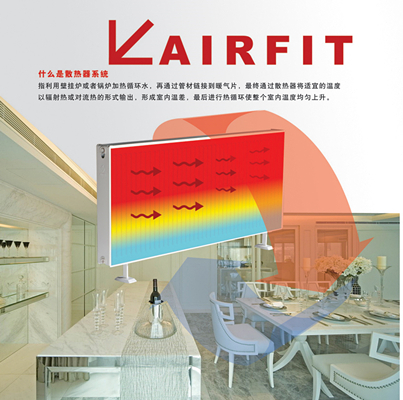 AIRFIT
什么是散热器系统
指利用壁挂炉或者锅炉加热循环水，再通过管材链接到暖气片，最终通过散热器将适宜的温度
以辐射热或对流热的形式输出，形成室内温差，最后进行热循环使整个室内温度均匀上升。